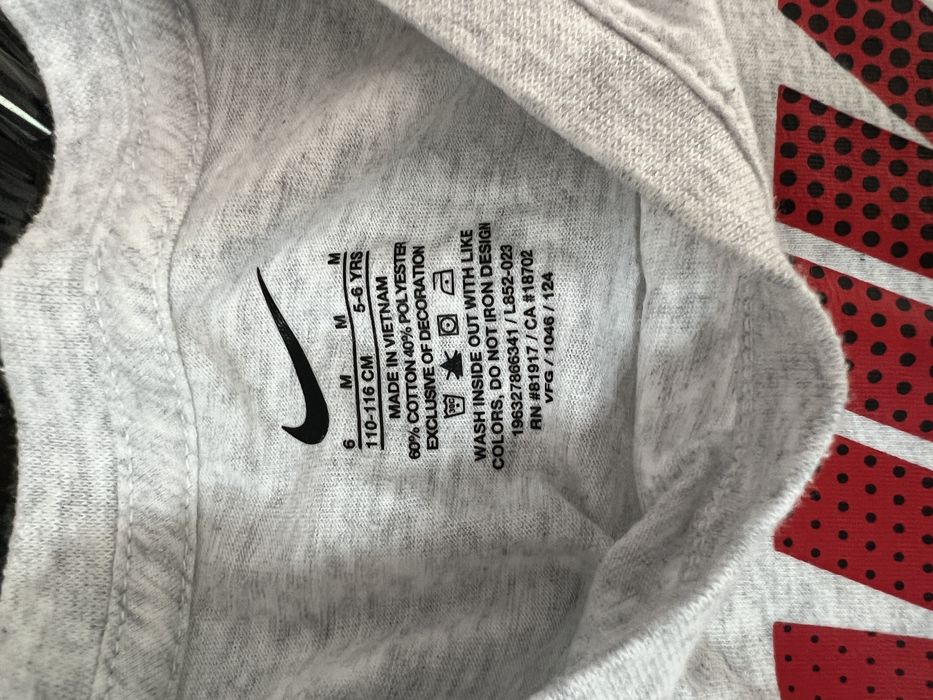 6 M M M
110-116 CM 5-6 YRS
MADE IN VIETNAM
60% COTTON 40% POLYESTER
EXCLUSIVE OF DECORATION
WASH INSIDE OUT WITH LIKE
COLORS, DO NOT IRON DESIGN
196327866341 / L852-023
RN #81917 / CA #18702
VFG / 1046 / 124